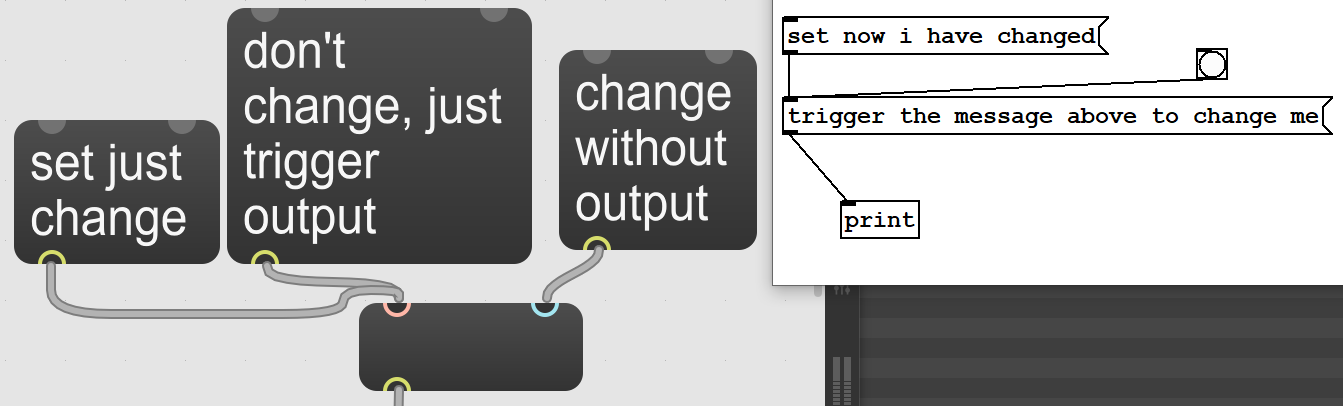 set just
change
don't
change, just
trigger
output
change
without
output
set now i have changed
trigger the message above to change me
print